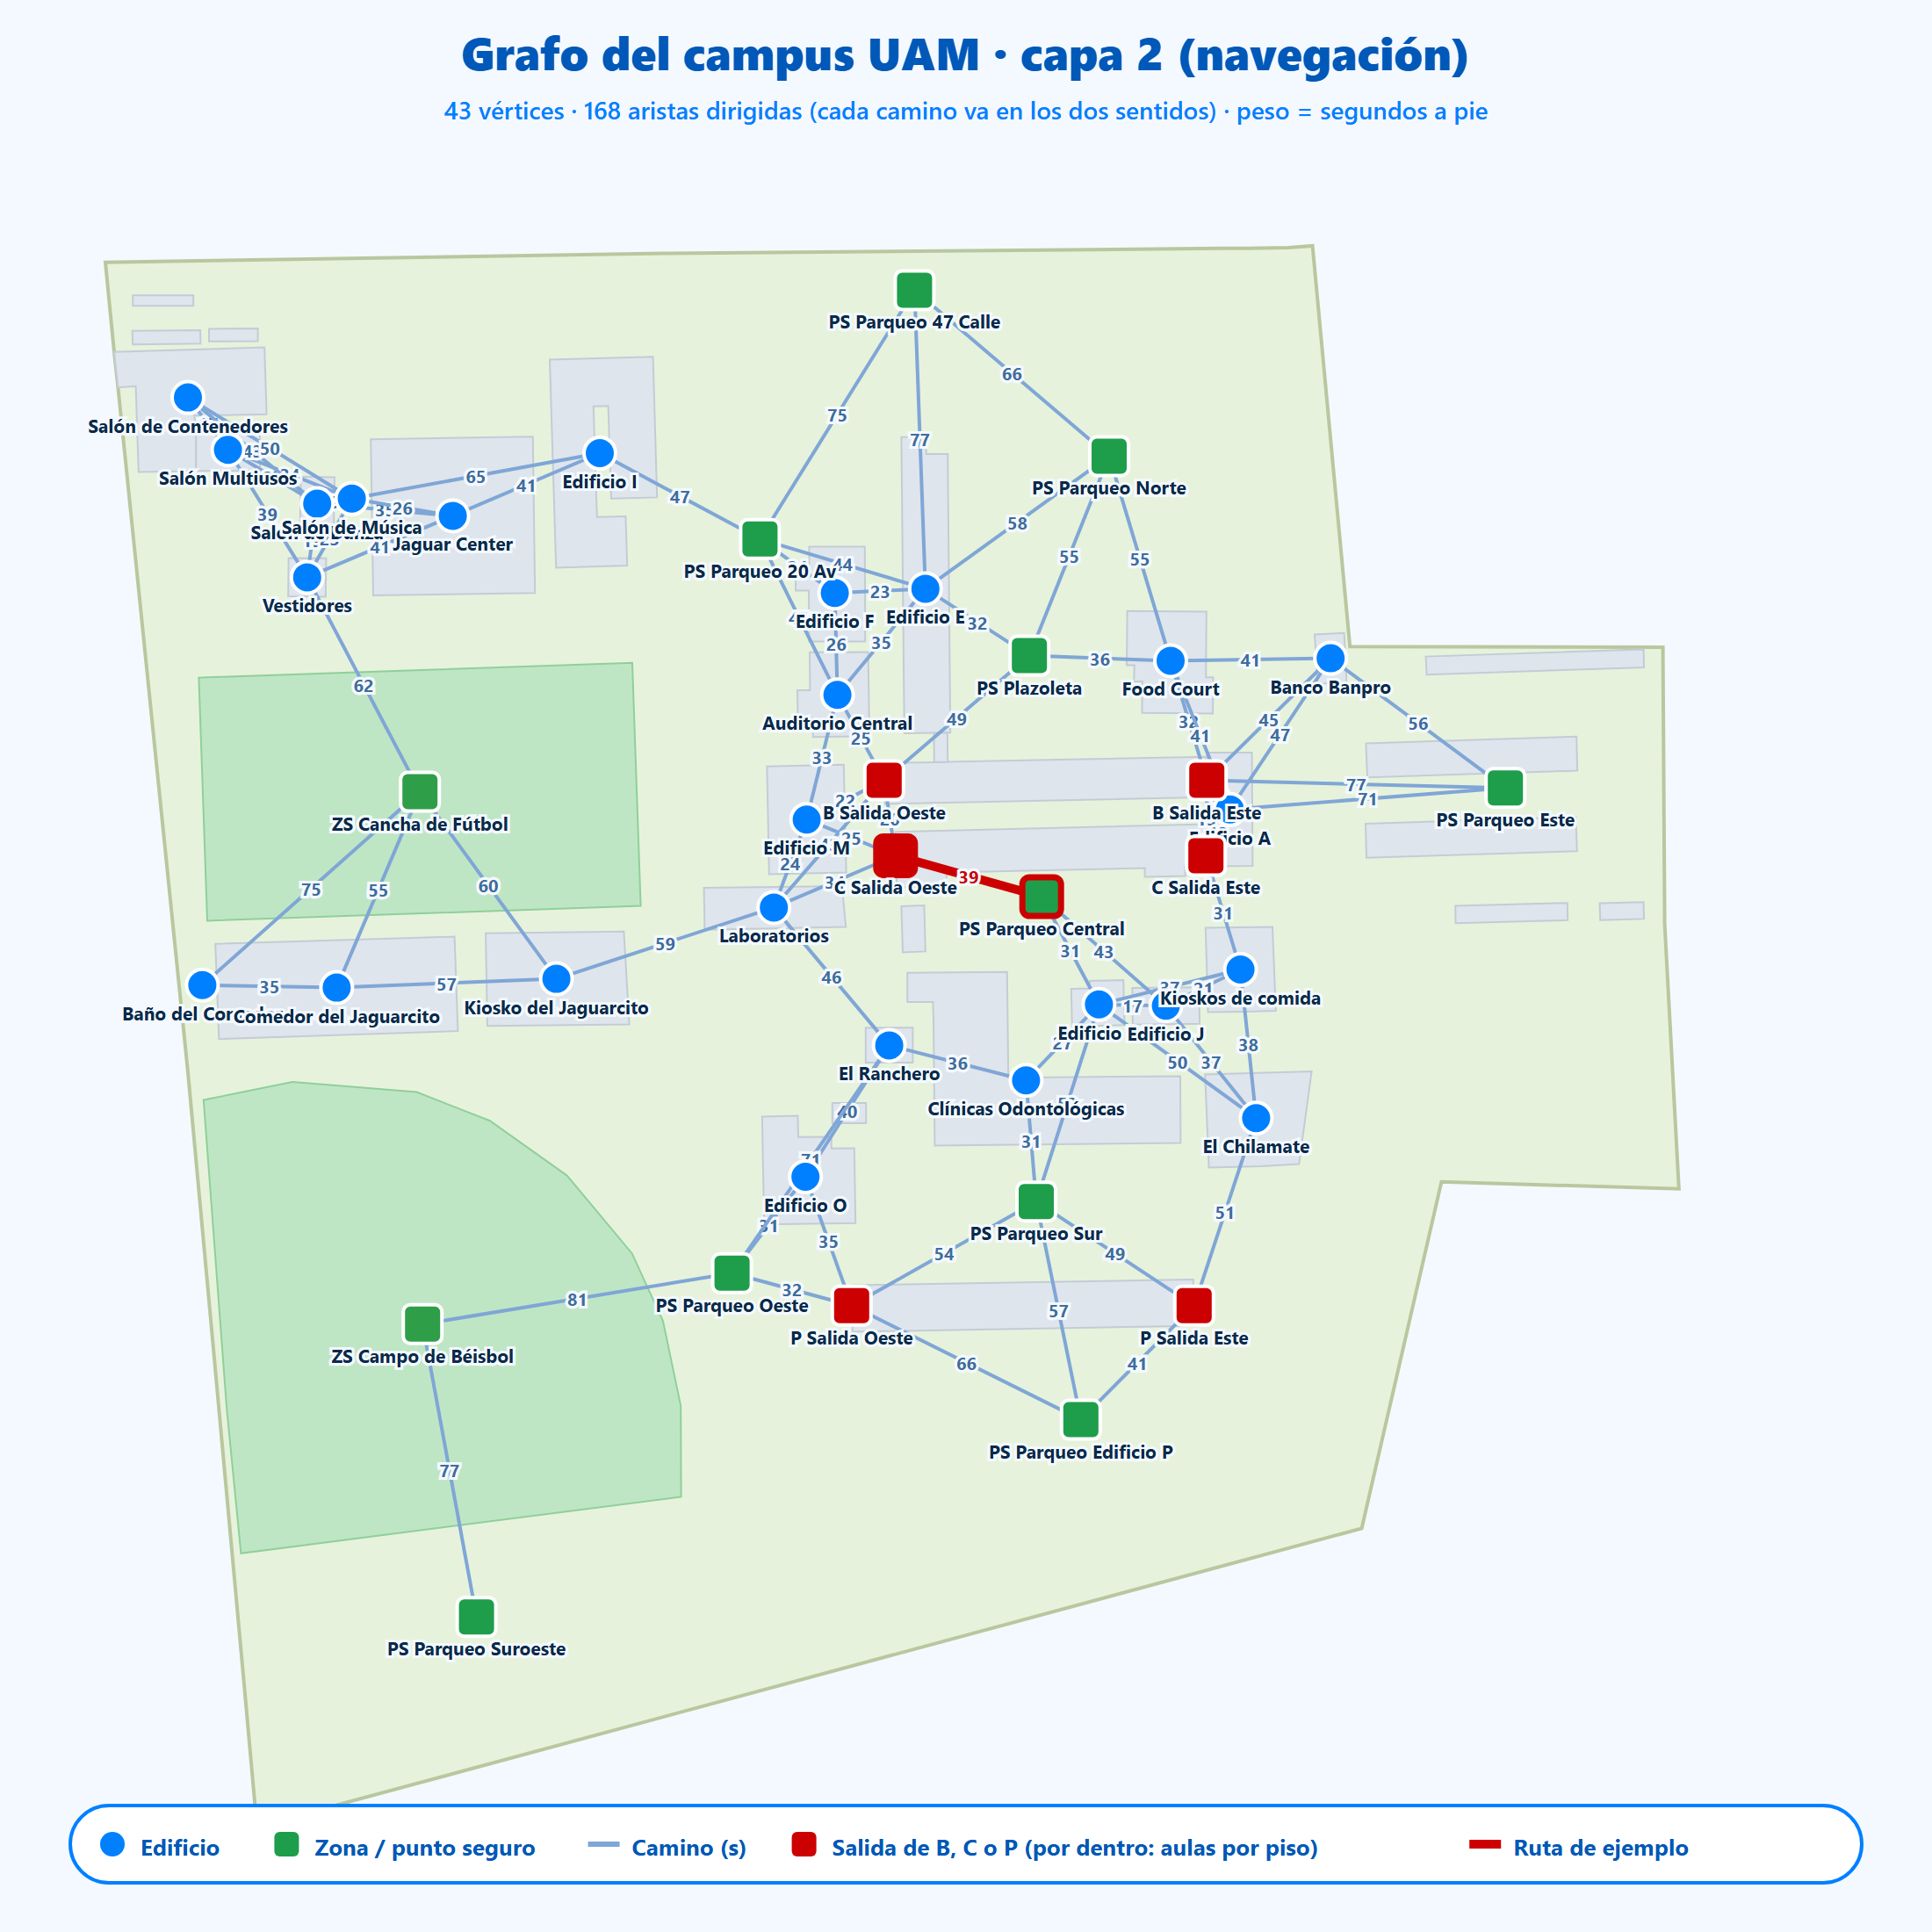 Grafo del campus UAM · capa 2 (navegación)
43 vértices · 168 aristas dirigidas (cada camino va en los dos sentidos) · peso = segundos a pie
PS Parqueo 47 Calle
66
75
Salón de Contenedores
77
50
Salón Multiusos
65
41
Edificio I
PS Parqueo Norte
47
39
26
Salón de Música
Jaguar Center
58
41
55
55
PS Parqueo 20 Av
44
23
Vestidores
Edificio F
Edificio E
32
26
35
36
41
62
PS Plazoleta
Food Court
Banco Banpro
Auditorio Central
49
32
45
56
25
41
47
33
77
22
71
B Salida Oeste
B Salida Este
PS Parqueo Este
ZS Cancha de Fútbol
25
Edificio A
Edificio M
24
39
75
55
60
C Salida Oeste
C Salida Este
31
PS Parqueo Central
Laboratorios
59
31
43
46
35
57
37
21
Kioskos de comida
Kiosko del Jaguarcito
17
Comedor del Jaguarcito
Edificio
Edificio J
27
38
36
50
37
El Ranchero
Clínicas Odontológicas
40
31
El Chilamate
71
Edificio O
51
31
PS Parqueo Sur
35
54
49
32
81
PS Parqueo Oeste
57
P Salida Oeste
P Salida Este
ZS Campo de Béisbol
66
41
PS Parqueo Edificio P
77
PS Parqueo Suroeste
Edificio
Zona / punto seguro
Camino (s)
Salida de B, C o P (por dentro: aulas por piso)
Ruta de ejemplo